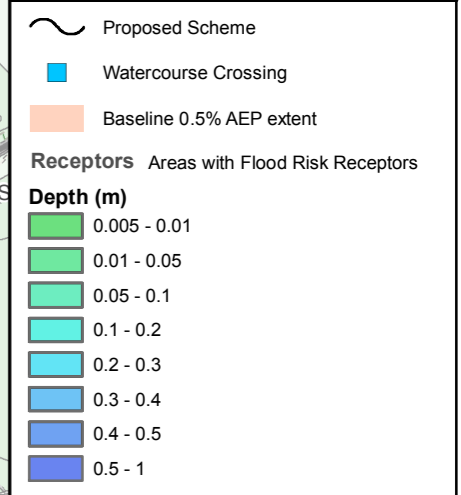 Proposed Scheme
Watercourse Crossing
Baseline 0.5% AEP extent
Receptors Areas with Flood Risk Receptors
Depth (m)
0.005 - 0.01
0.01 - 0.05
0.05 - 0.1
0.1 - 0.2
0.2 - 0.3
0.3 - 0.4
0.4 - 0.5
0.5 - 1